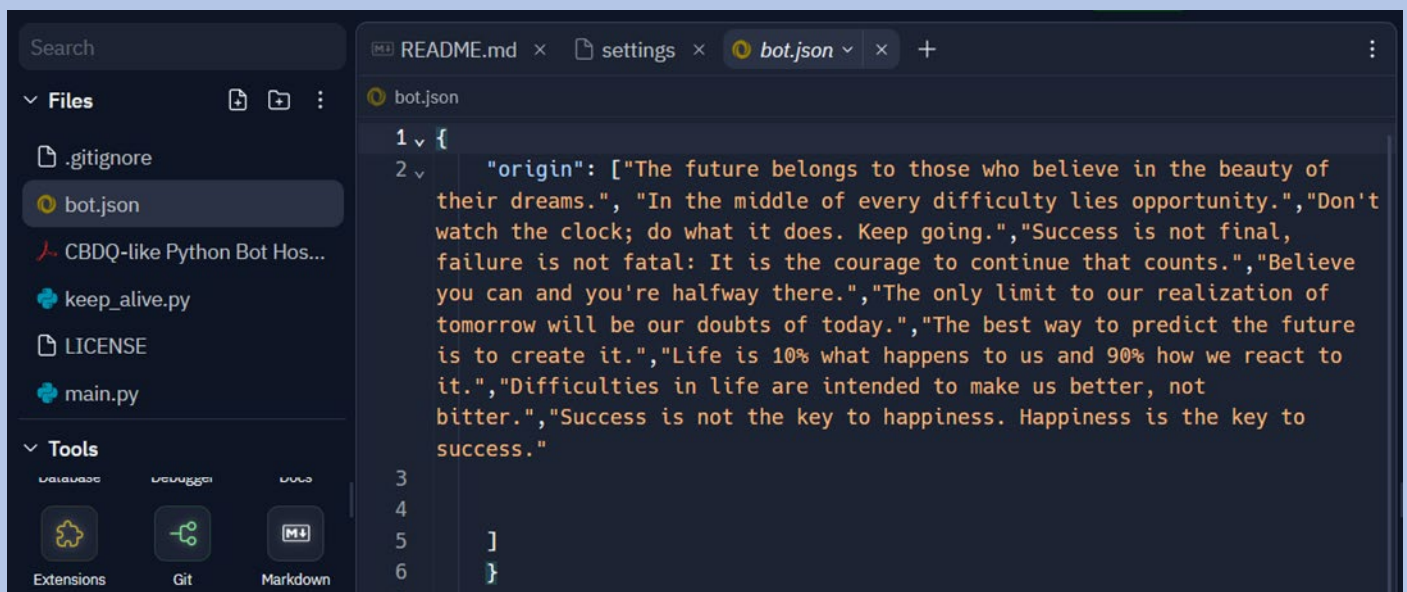 Search
Files
.gitignore
bot.json
CBDQ-like Python Bot Hos...
keep_alive.py
LICENSE
main.py
Tools
Database Debugger Docs
Extensions Git Markdown
README.md × settings × bot.json × +
bot.json
1 {
2 "origin": ["The future belongs to those who believe in the beauty of
their dreams.", "In the middle of every difficulty lies opportunity.","Don't
watch the clock; do what it does. Keep going.","Success is not final,
failure is not fatal: It is the courage to continue that counts.","Believe
you can and you're halfway there.","The only limit to our realization of
tomorrow will be our doubts of today.","The best way to predict the future
is to create it.","Life is 10% what happens to us and 90% how we react to
it.","Difficulties in life are intended to make us better, not
bitter.","Success is not the key to happiness. Happiness is the key to
success."
3
4
5 ]
6 }